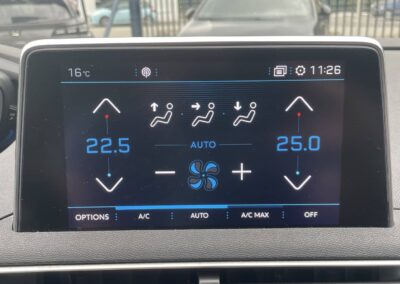 16°C 11:26
22.5 AUTO 25.0
OPTIONS A/C AUTO A/C MAX OFF